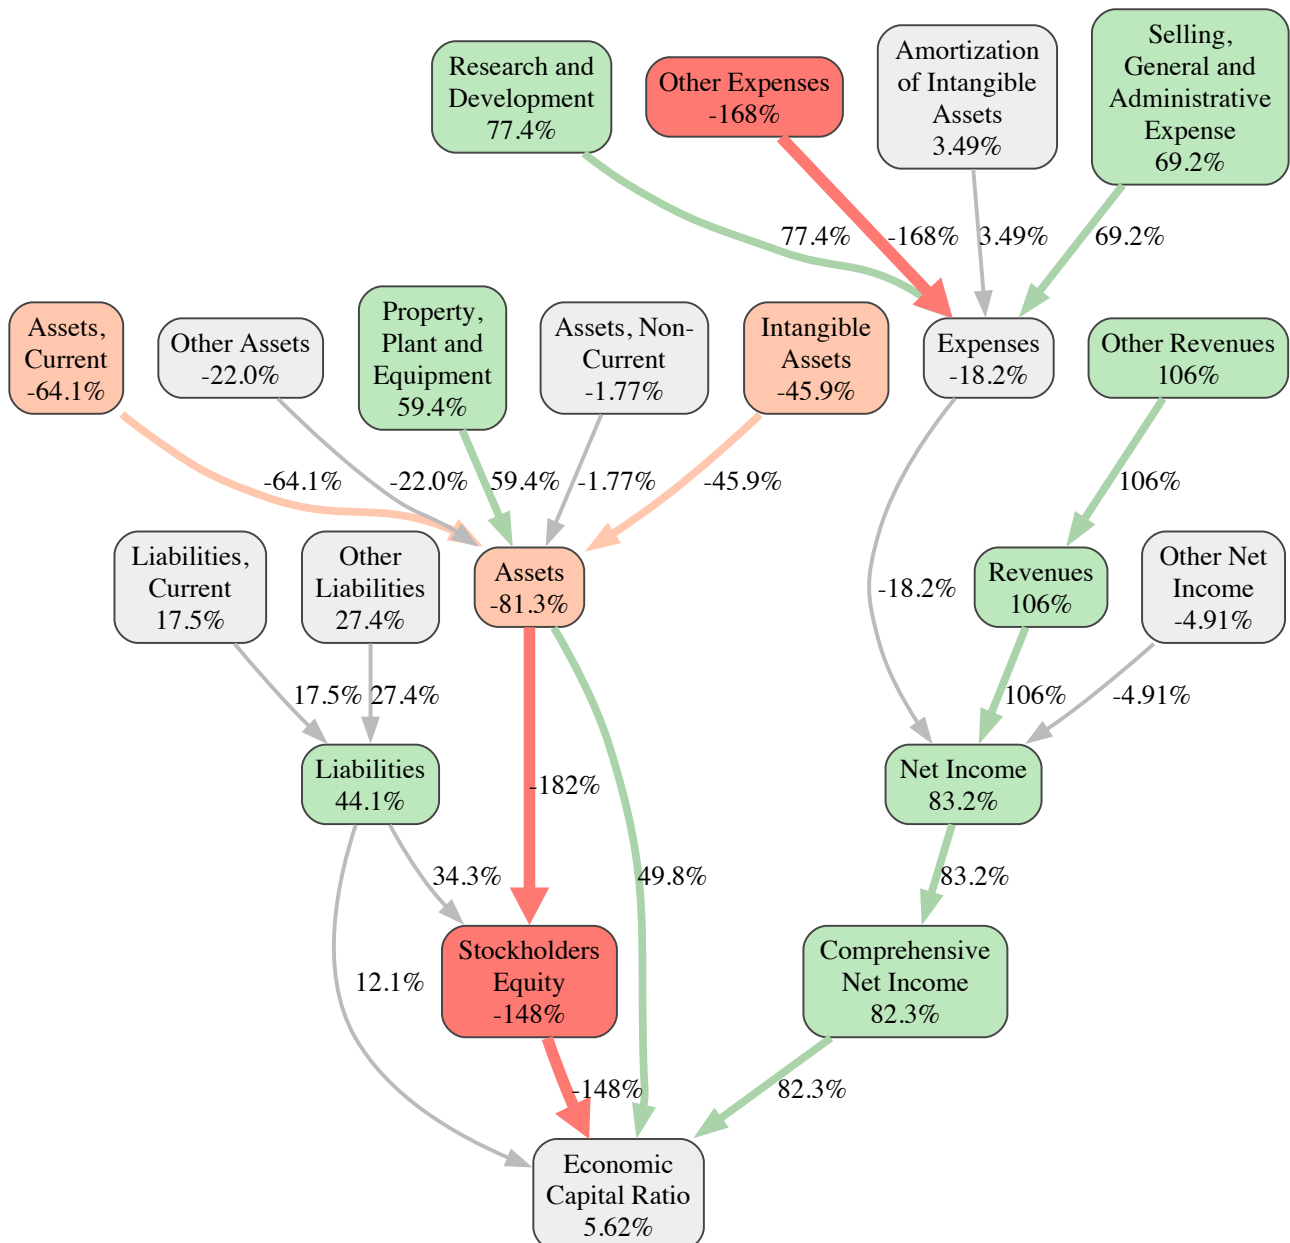 Research and
Development
77.4%
Other Expenses
-168%
Amortization
of Intangible
Assets
3.49%
Selling,
General and
Administrative
Expense
69.2%
77.4%
-168%
3.49%
69.2%
Assets,
Current
-64.1%
Other Assets
-22.0%
Property,
Plant and
Equipment
59.4%
Assets, Non-
Current
-1.77%
Intangible
Assets
-45.9%
Expenses
-18.2%
Other Revenues
106%
-64.1%
-22.0%
59.4%
-1.77%
-45.9%
106%
Liabilities,
Current
17.5%
Other
Liabilities
27.4%
Assets
-81.3%
-18.2%
Revenues
106%
Other Net
Income
-4.91%
17.5%
27.4%
106%
-4.91%
Liabilities
44.1%
-182%
Net Income
83.2%
34.3%
49.8%
83.2%
12.1%
Stockholders
Equity
-148%
Comprehensive
Net Income
82.3%
-148%
82.3%
Economic
Capital Ratio
5.62%